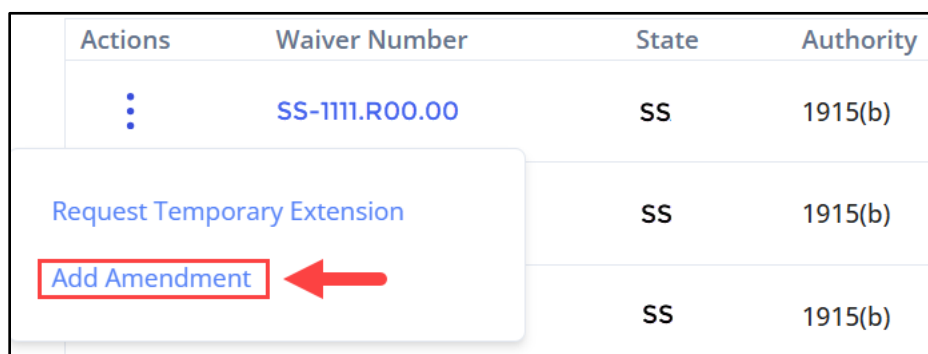 Actions Waiver Number State Authority
SS-1111.R00.00 SS 1915(b)
Request Temporary Extension SS 1915(b)
Add Amendment
SS 1915(b)